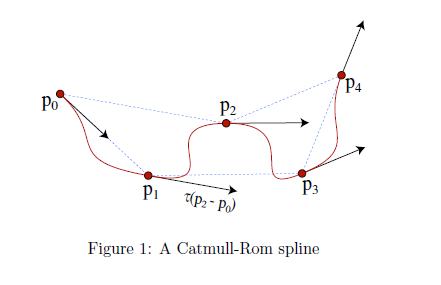 p4
p2
p0
p1
τ(p2 - p0)
p3
Figure 1: A Catmull-Rom spline